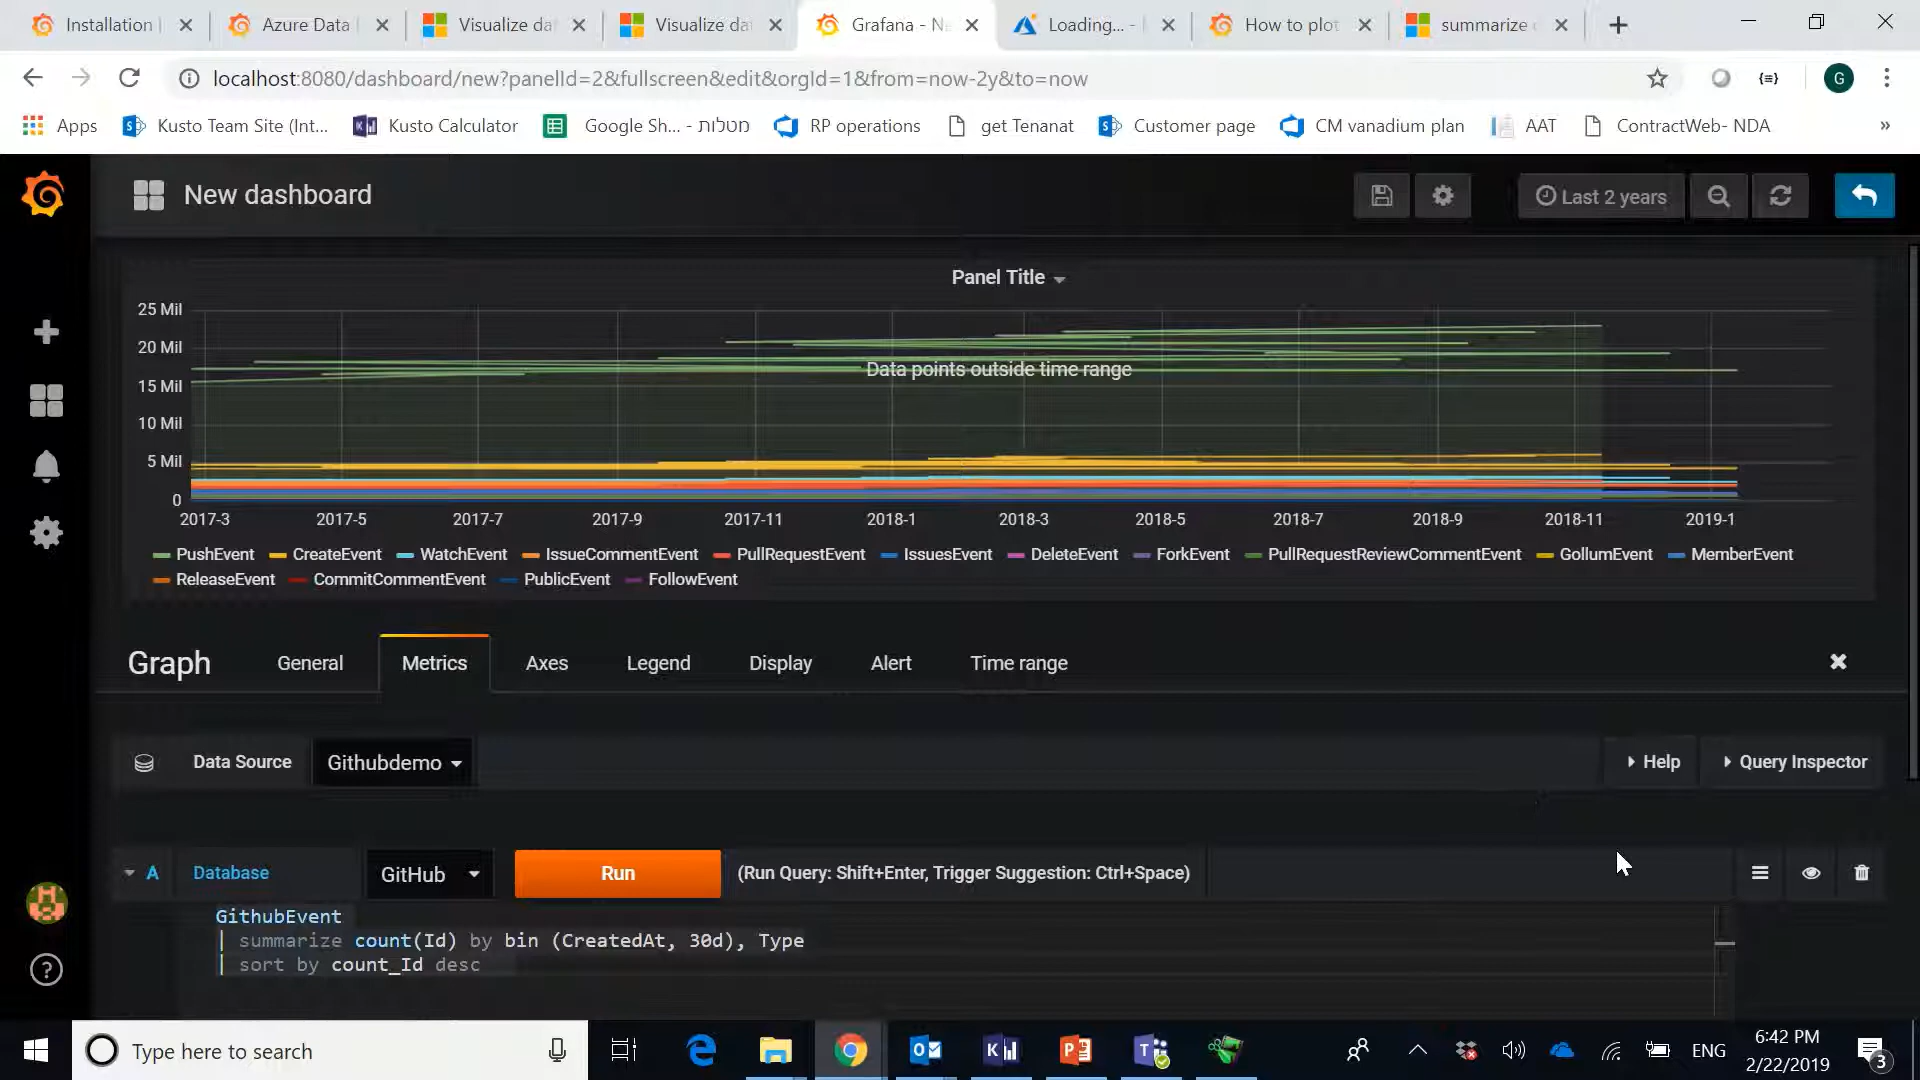 Installation
Azure Data
Visualize da
Visualize da
Grafana - Ne
Loading... -
How to plot
summarize
localhost:8080/dashboard/new?panelId=2&fullscreen&edit&orgId=1&from=now-2y&to=now
G
Apps
Kusto Team Site (Int...
Kusto Calculator
Google Sh... - מטלות
RP operations
get Tenanat
Customer page
CM vanadium plan
AAT
ContractWeb- NDA
»
New dashboard
Last 2 years
Panel Title
25 Mil
20 Mil
15 Mil
10 Mil
5 Mil
0
Data points outside time range
2017-3 2017-5 2017-7 2017-9 2017-11 2018-1 2018-3 2018-5 2018-7 2018-9 2018-11 2019-1
PushEvent CreateEvent WatchEvent IssueCommentEvent PullRequestEvent IssuesEvent DeleteEvent ForkEvent PullRequestReviewCommentEvent GollumEvent MemberEvent
ReleaseEvent CommitCommentEvent PublicEvent FollowEvent
Graph General Metrics Axes Legend Display Alert Time range
Data Source Githubdemo Help Query Inspector
A Database GitHub Run (Run Query: Shift+Enter, Trigger Suggestion: Ctrl+Space)
GithubEvent
| summarize count(Id) by bin (CreatedAt, 30d), Type
| sort by count_Id desc
Type here to search
ENG
6:42 PM
2/22/2019
3